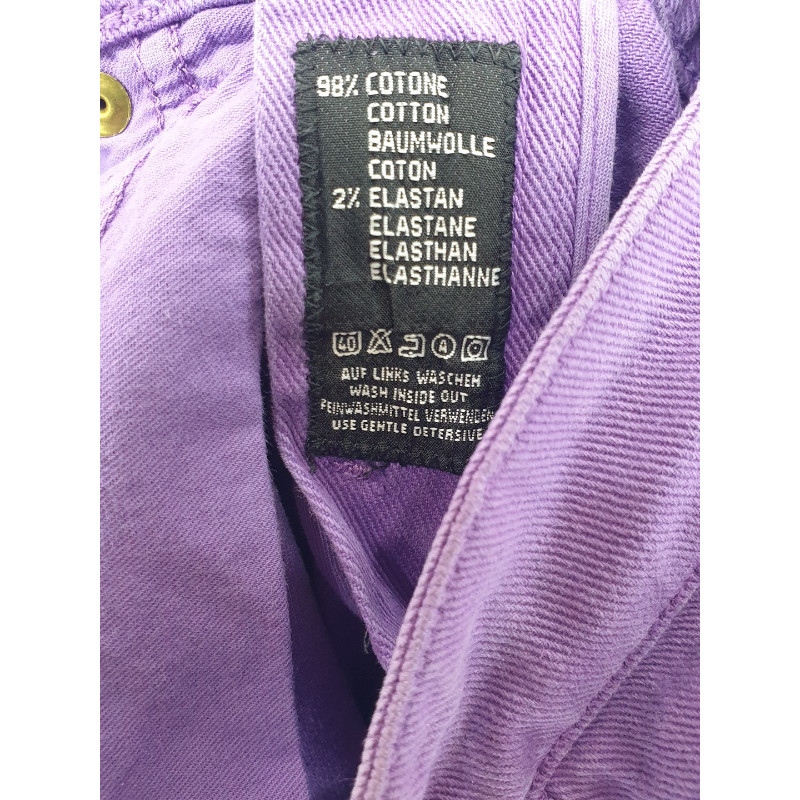 98% COTONE
COTTON
BAUMWOLLE
COTON
2% ELASTAN
ELASTANE
ELASTHAN
ELASTHANNE
40 A
AUF LINKS WASCHEN
WASH INSIDE OUT
FEINWASHMITTEL VERWENDEN
USE GENTLE DETERSIVE